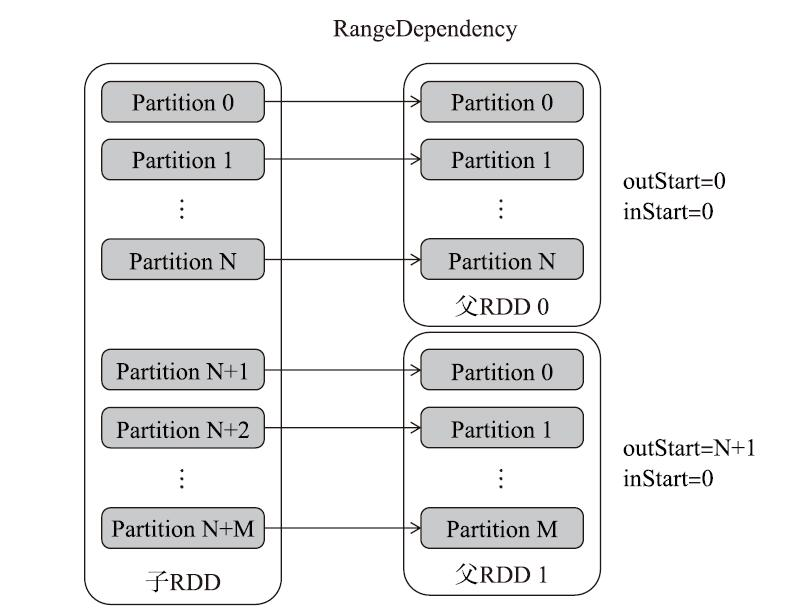 RangeDependency
Partition 0
Partition 1
⋮
Partition N
Partition N+1
Partition N+2
⋮
Partition N+M
子RDD
Partition 0
Partition 1
⋮
Partition N
父RDD 0
outStart=0
inStart=0
Partition 0
Partition 1
⋮
Partition M
父RDD 1
outStart=N+1
inStart=0